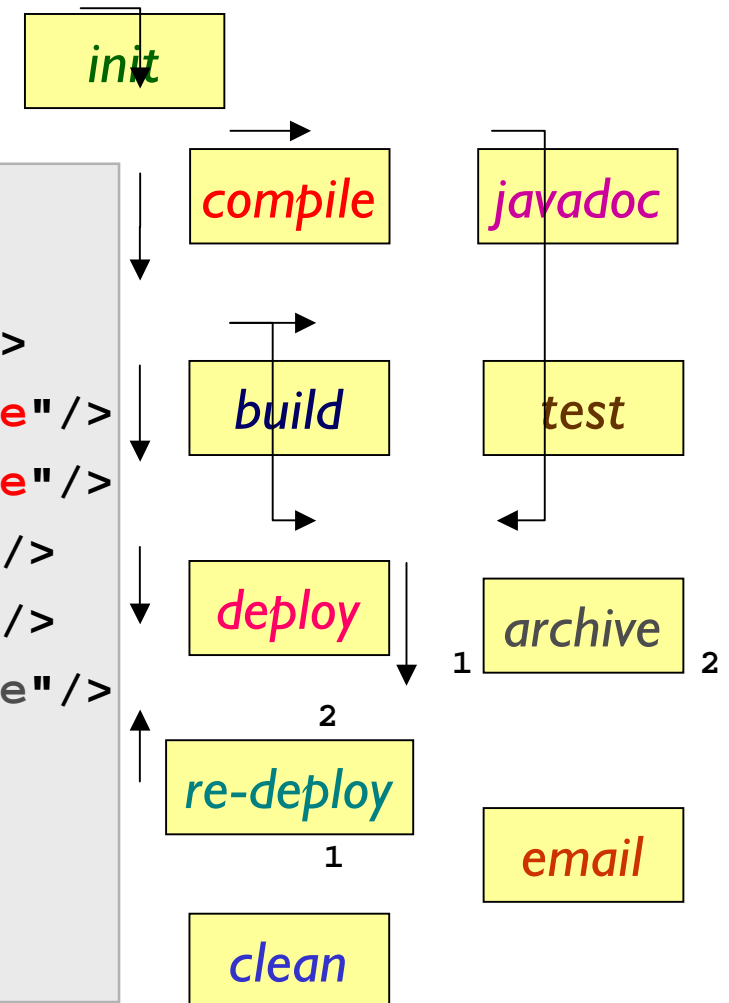 init
compile
javadoc
>
e"/>
build
test
e"/>
/>
deploy
archive
/>
1
2
e"/>
2
re-deploy
1
email
clean